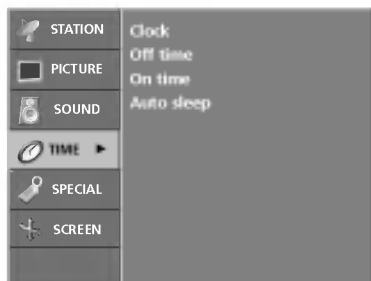 STATION
PICTURE
SOUND
TIME ►
SPECIAL
SCREEN
Clock
Off time
On time
Auto sleep